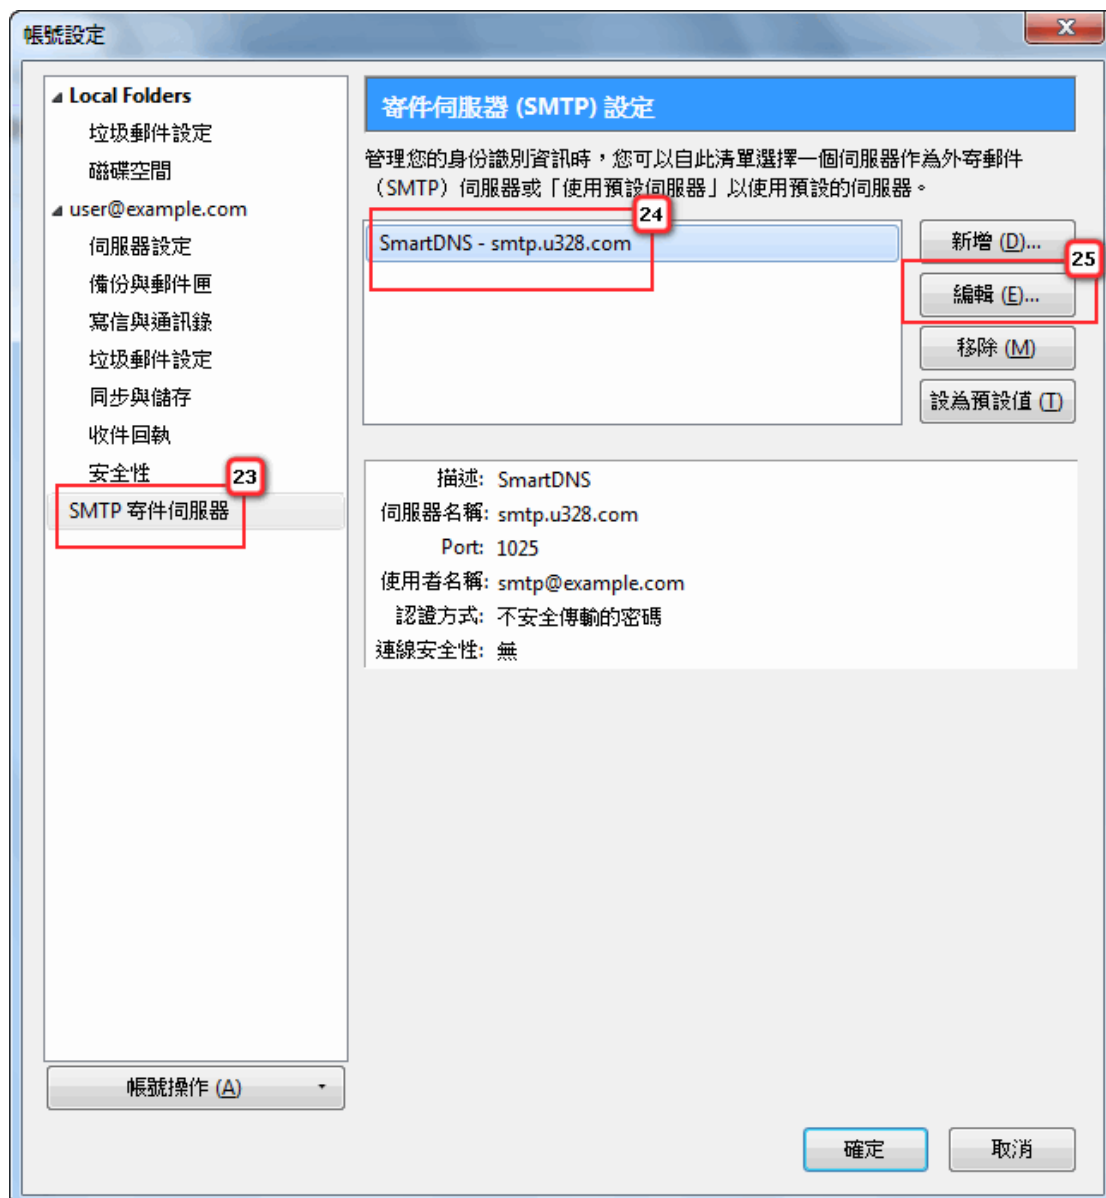 帳號設定
x
Local Folders
垃圾郵件設定
磁碟空間
user@example.com
伺服器設定
備份與郵件匣
寫信與通訊錄
垃圾郵件設定
同步與儲存
收件回執
安全性
23
SMTP 寄件伺服器
帳號操作 (A)
寄件伺服器 (SMTP) 設定
管理您的身份識別資訊時，您可以自此清單選擇一個伺服器作為外寄郵件
（SMTP）伺服器或「使用預設伺服器」以使用預設的伺服器。
24
SmartDNS - smtp.u328.com
新增 (D)...
25
編輯 (E)...
移除 (M)
設為預設值 (T)
描述: SmartDNS
伺服器名稱: smtp.u328.com
Port: 1025
使用者名稱: smtp@example.com
認證方式: 不安全傳輸的密碼
連線安全性: 無
確定
取消